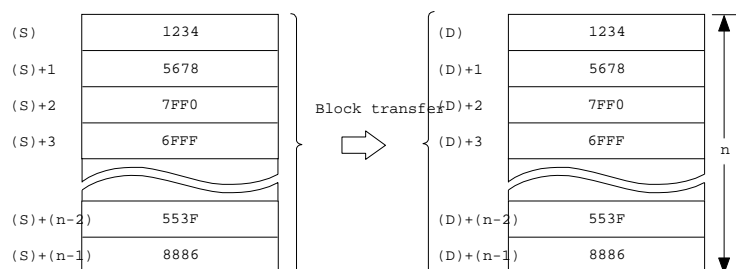 (S) 1234 (D) 1234
(S)+1 5678 (D)+1 5678
(S)+2 7FF0 Block transfer (D)+2 7FF0
(S)+3 6FFF (D)+3 6FFF
n
(S)+(n-2) 553F (D)+(n-2) 553F
(S)+(n-1) 8886 (D)+(n-1) 8886